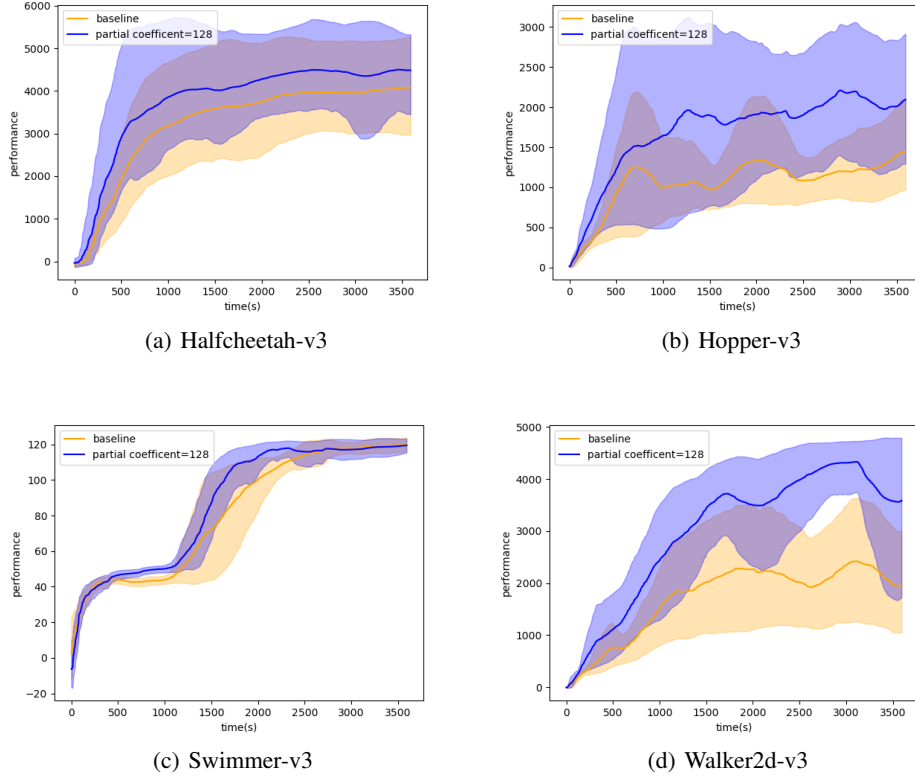 6000
5000
4000
3000
2000
1000
0
performance
baseline
partial coefficent=128
0 500 1000 1500 2000 2500 3000 3500
time(s)
(a) Halfcheetah-v3
3000
2500
2000
1500
1000
500
0
performance
baseline
partial coefficent=128
0 500 1000 1500 2000 2500 3000 3500
time(s)
(b) Hopper-v3
120
100
80
60
40
20
0
−20
performance
baseline
partial coefficent=128
0 500 1000 1500 2000 2500 3000 3500
time(s)
(c) Swimmer-v3
5000
4000
3000
2000
1000
0
performance
baseline
partial coefficent=128
0 500 1000 1500 2000 2500 3000 3500
time(s)
(d) Walker2d-v3